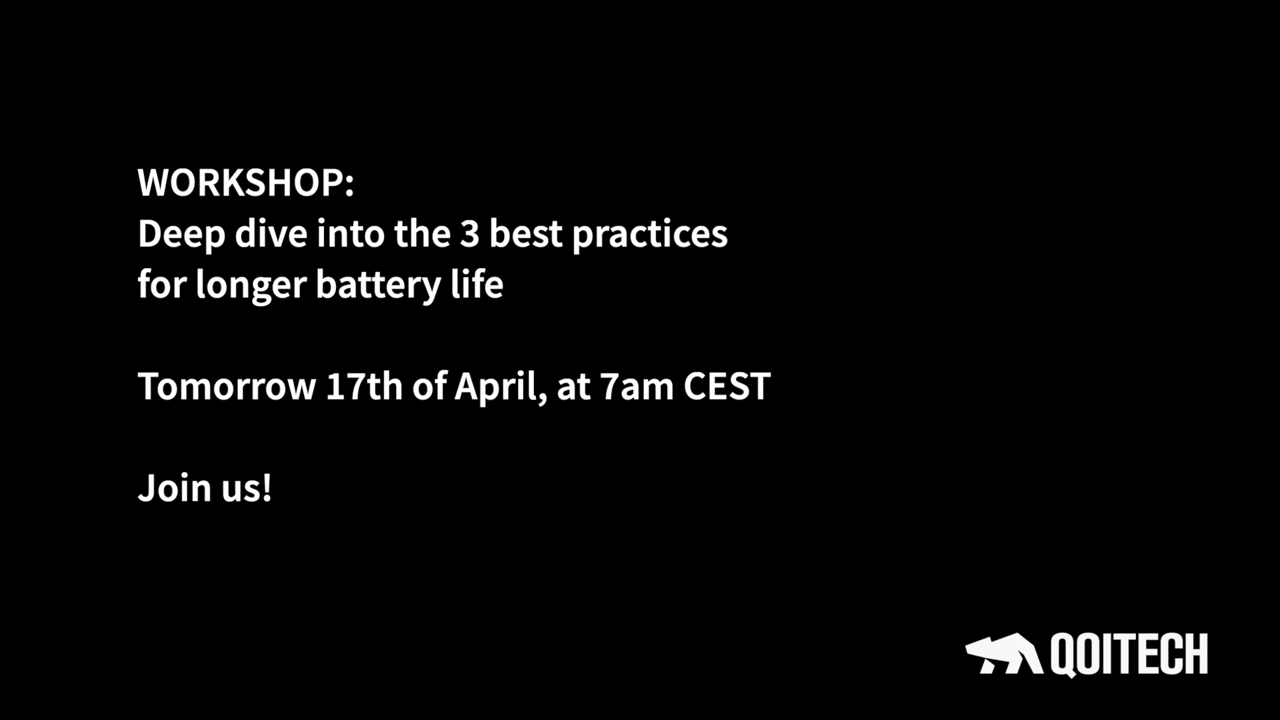 WORKSHOP:
Deep dive into the 3 best practices
for longer battery life
Tomorrow 17th of April, at 7am CEST
Join us!
QOITECH